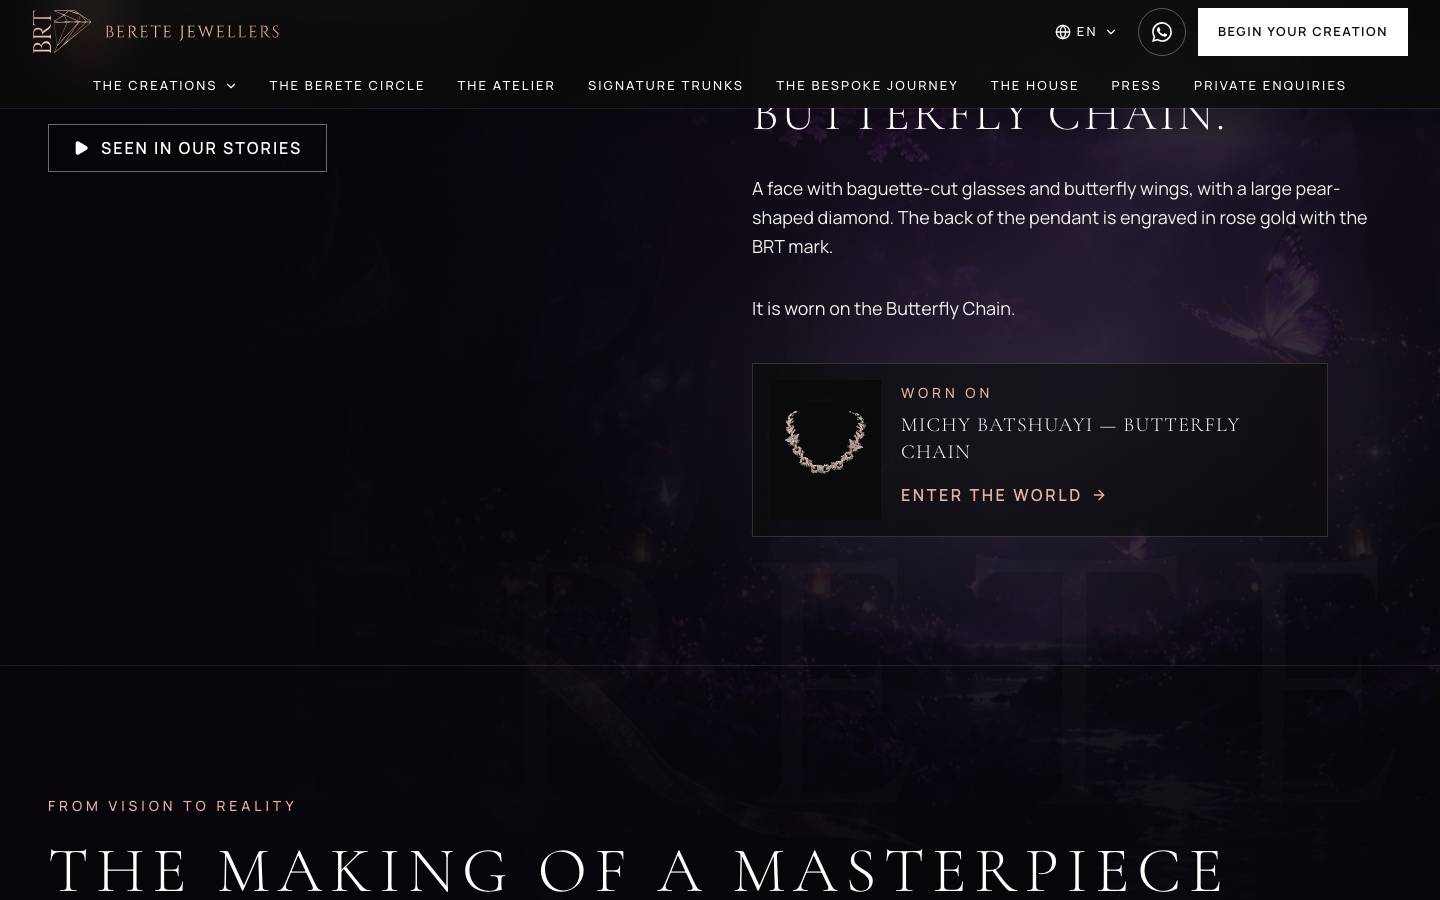 BRT
BERETE JEWELLERS
EN
BEGIN YOUR CREATION
THE CREATIONS
THE BERETE CIRCLE
THE ATELIER
SIGNATURE TRUNKS
THE BESPOKE JOURNEY
THE HOUSE
PRESS
PRIVATE ENQUIRIES
SEEN IN OUR STORIES
BUTTERFLY CHAIN.
A face with baguette-cut glasses and butterfly wings, with a large pear-
shaped diamond. The back of the pendant is engraved in rose gold with the
BRT mark.
It is worn on the Butterfly Chain.
WORN ON
MICHY BATSHUAYI — BUTTERFLY
CHAIN
ENTER THE WORLD
FROM VISION TO REALITY
THE MAKING OF A MASTERPIECE